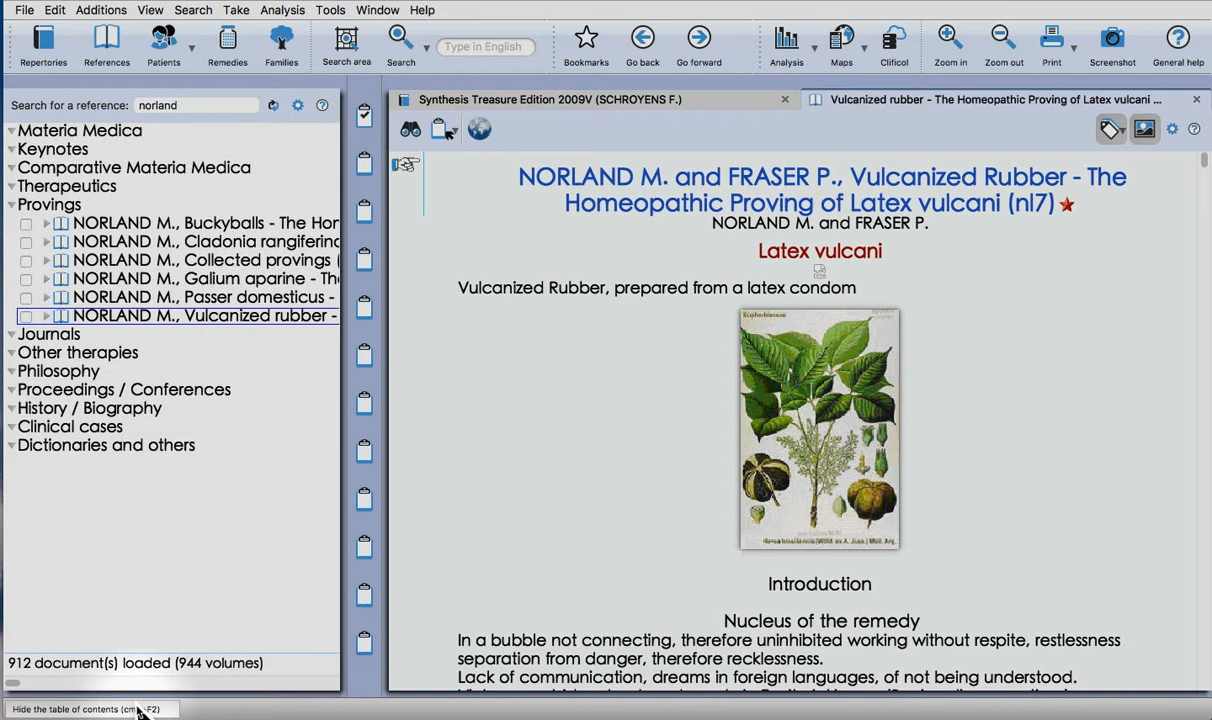 File Edit Additions View Search Take Analysis Tools Window Help
Repertories References Patients Remedies Families Search area Search Type in English Bookmarks Go back Go forward Analysis Maps Clificol Zoom in Zoom out Print Screenshot General help
Search for a reference: norland
Materia Medica
Keynotes
Comparative Materia Medica
Therapeutics
Provings
NORLAND M., Buckyballs - The Hor
NORLAND M., Cladonia rangiferino
NORLAND M., Collected provings (
NORLAND M., Galium aparine - The
NORLAND M., Passer domesticus -
NORLAND M., Vulcanized rubber -
Journals
Other therapies
Philosophy
Proceedings / Conferences
History / Biography
Clinical cases
Dictionaries and others
912 document(s) loaded (944 volumes)
Hide the table of contents (cm -F2)
Synthesis Treasure Edition 2009V (SCHROYENS F.)
Vulcanized rubber - The Homeopathic Proving of Latex vulcani ...
NORLAND M. and FRASER P., Vulcanized Rubber - The
Homeopathic Proving of Latex vulcani (nl7)
NORLAND M. and FRASER P.
Latex vulcani
Vulcanized Rubber, prepared from a latex condom
Euphorbiaceae
Introduction
Nucleus of the remedy
In a bubble not connecting, therefore uninhibited working without respite, restlessness
separation from danger, therefore recklessness.
Lack of communication, dreams in foreign languages, of not being understood.